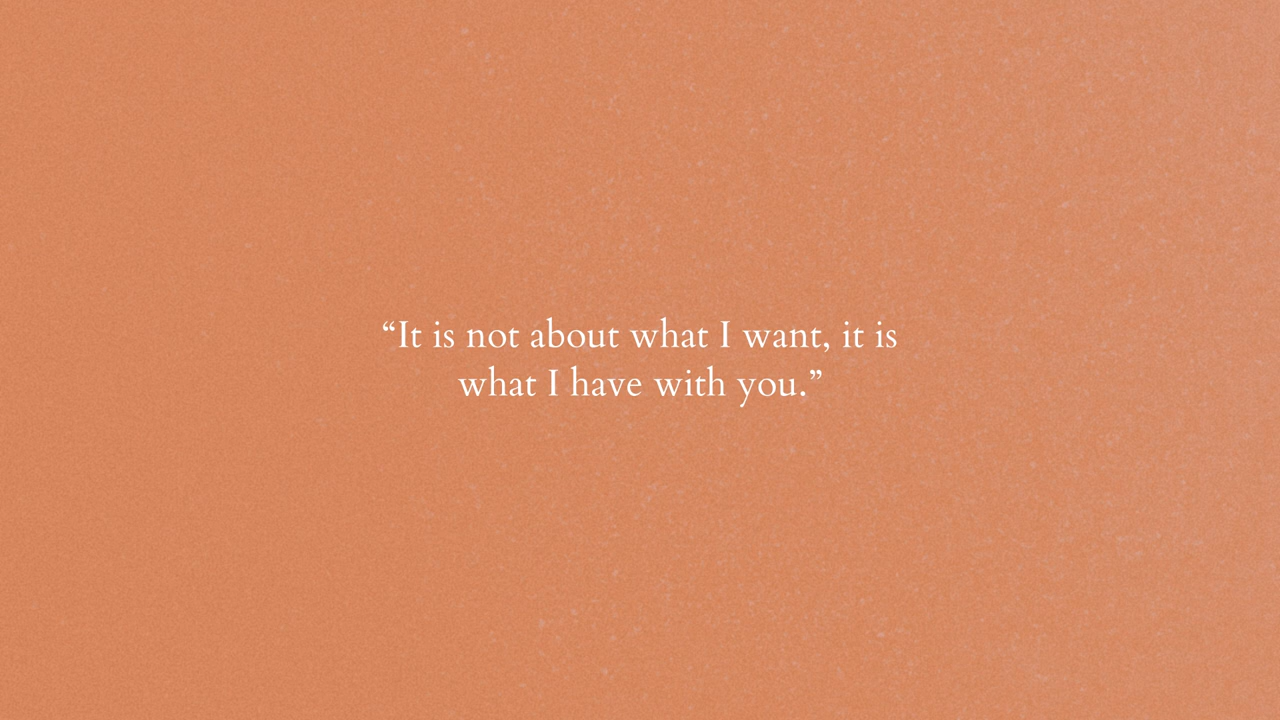 “It is not about what I want, it is
what I have with you.”